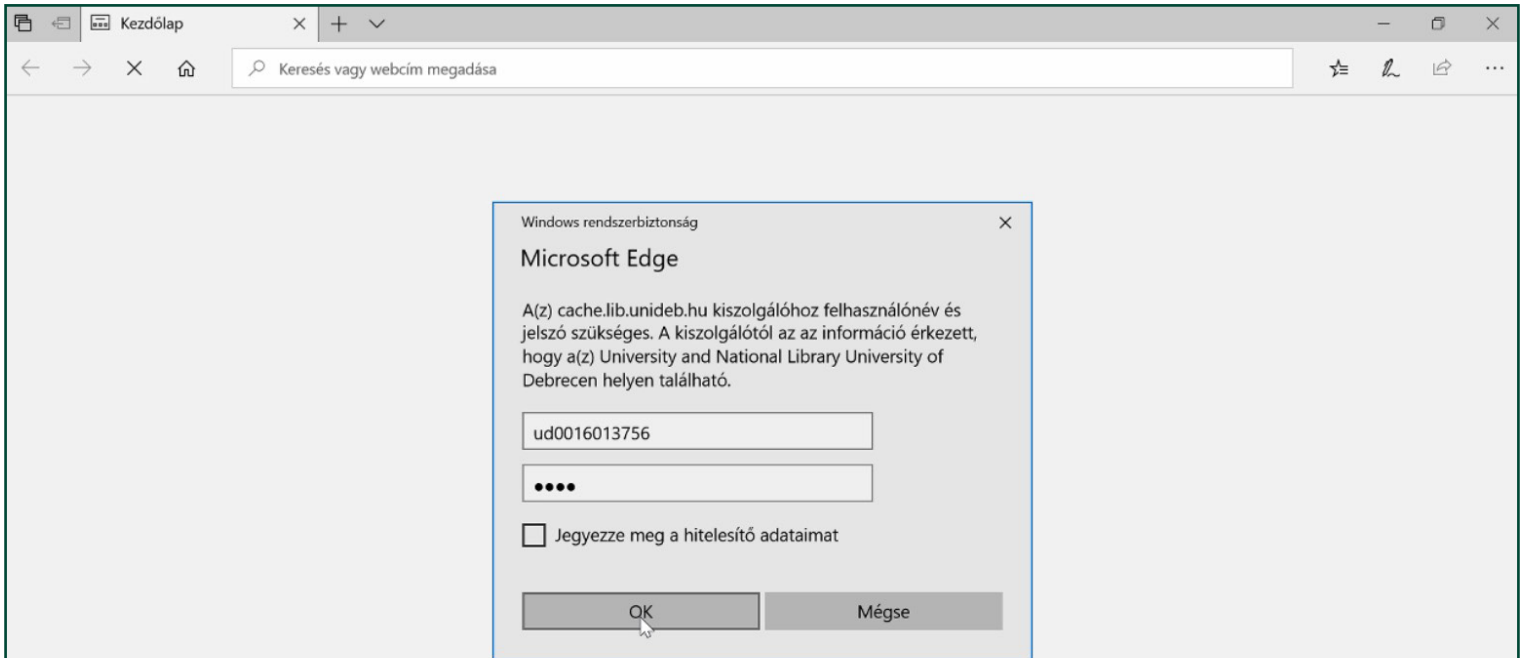 Kezdőlap
Keresés vagy webcím megadása
Windows rendszerbiztonság
Microsoft Edge
A(z) cache.lib.unideb.hu kiszolgálóhoz felhasználónév és
jelszó szükséges. A kiszolgálótól az az információ érkezett,
hogy a(z) University and National Library University of
Debrecen helyen található.
ud0016013756
••••
Jegyezze meg a hitelesítő adataimat
OK
Mégse